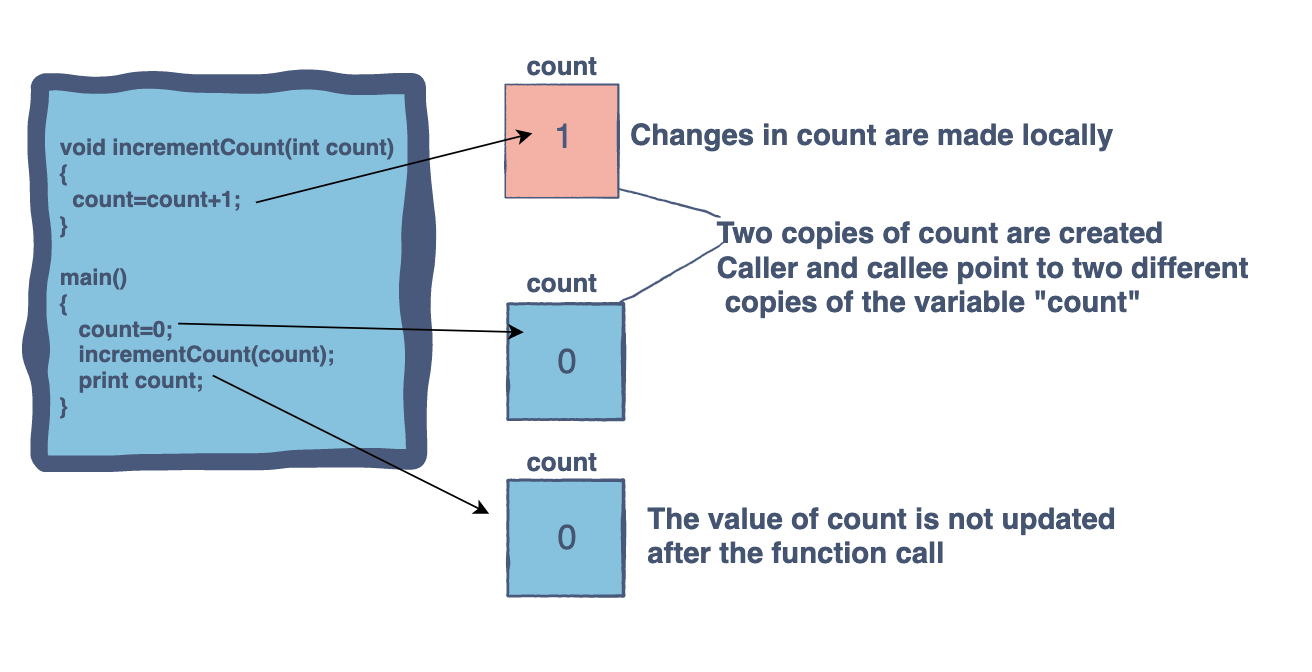 void incrementCount(int count)
{
count=count+1;
}
main()
{
count=0;
incrementCount(count);
print count;
}
count
1
Changes in count are made locally
Two copies of count are created
Caller and callee point to two different
copies of the variable "count"
count
0
count
0
The value of count is not updated
after the function call